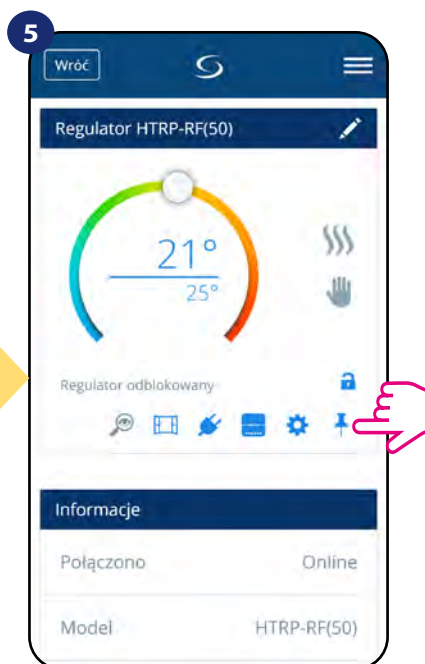 5
Wróć
Regulator HTRP-RF(50)
21°
25°
Regulator odblokowany
Informacje
Połączono Online
Model HTRP-RF(50)